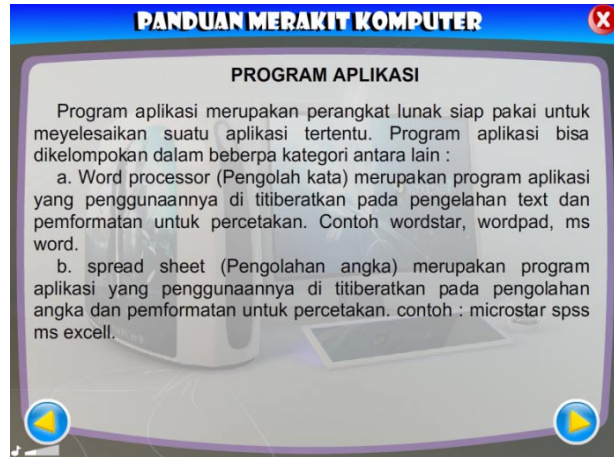 PANDUAN MERAKIT KOMPUTER
PROGRAM APLIKASI
Program aplikasi merupakan perangkat lunak siap pakai untuk
meyelesaikan suatu aplikasi tertentu. Program aplikasi bisa
dikelompokan dalam beberpa kategori antara lain :
a. Word processor (Pengolah kata) merupakan program aplikasi
yang penggunaannya di titiberatkan pada pengelahan text dan
pemformatan untuk percetakan. Contoh wordstar, wordpad, ms
word.
b. spread sheet (Pengolahan angka) merupakan program
aplikasi yang penggunaannya di titiberatkan pada pengolahan
angka dan pemformatan untuk percetakan. contoh : microstar spss
ms excell.